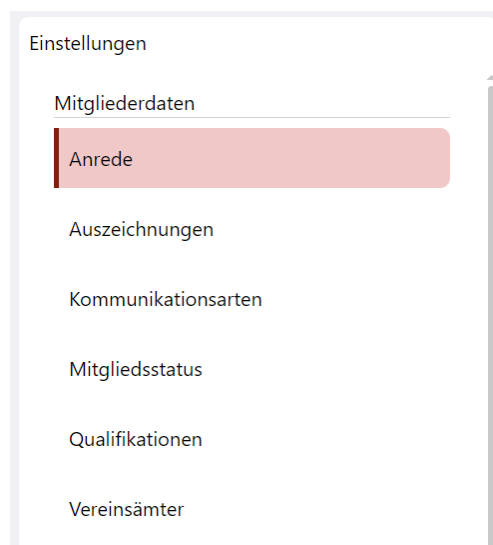 Einstellungen
Mitgliederdaten
Anrede
Auszeichnungen
Kommunikationsarten
Mitgliedsstatus
Qualifikationen
Vereinsämter